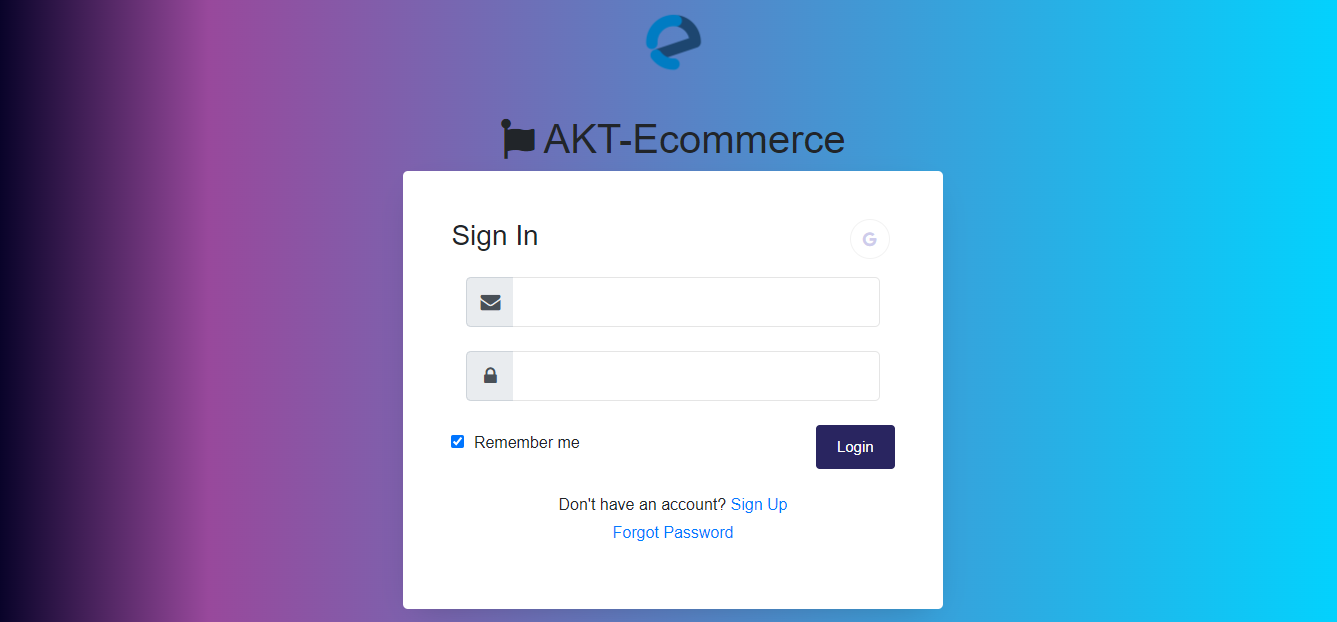 AKT-Ecommerce
Sign In
G
Remember me
Login
Don't have an account? Sign Up
Forgot Password